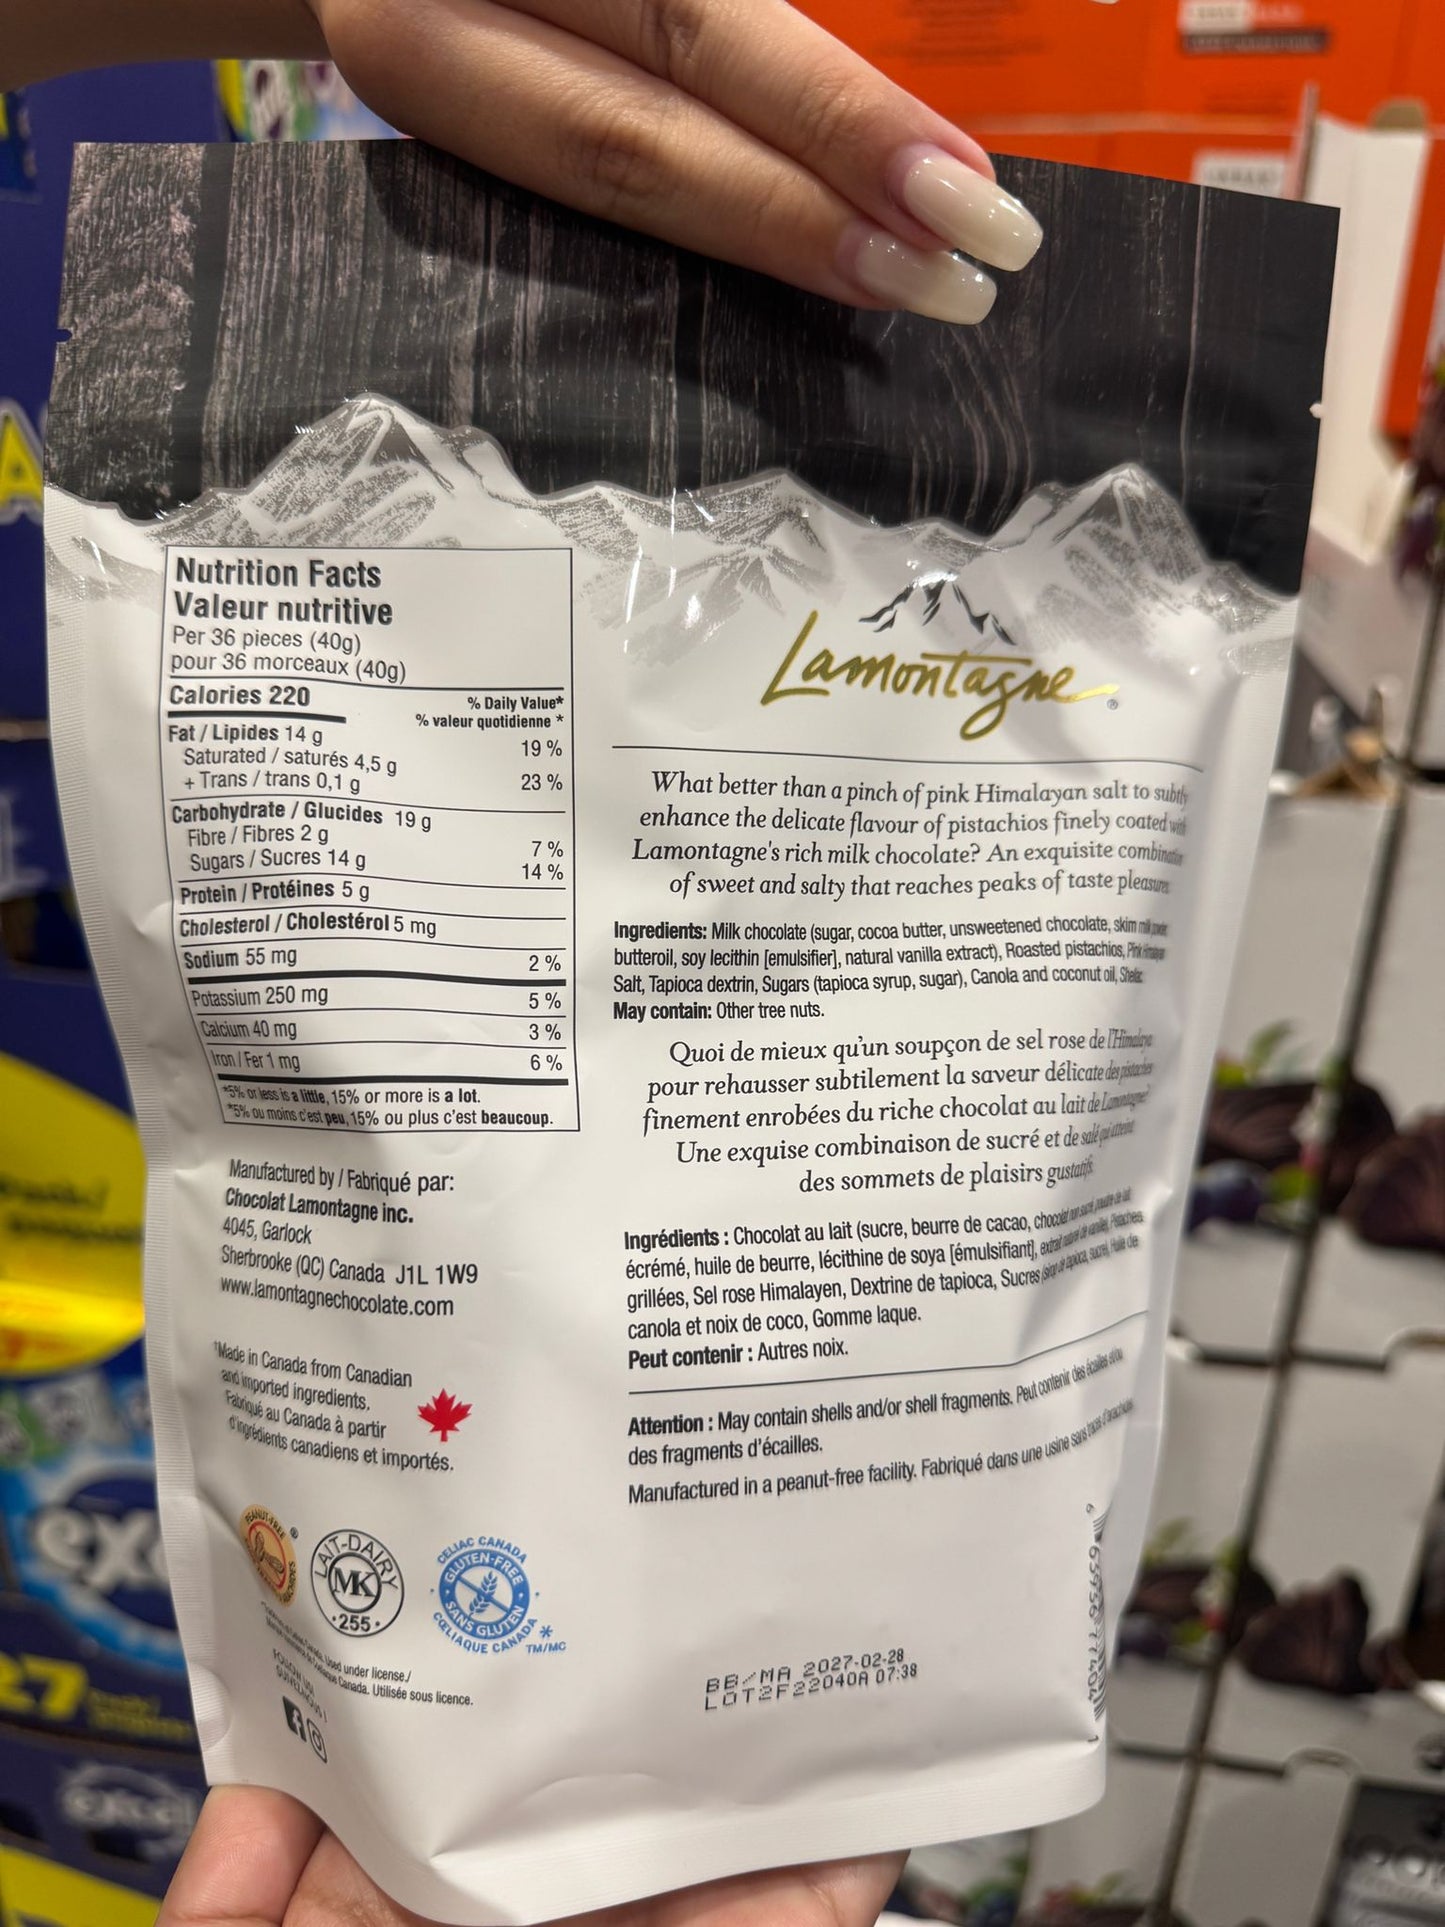 Nutrition Facts
Valeur nutritive
Per 36 pieces (40g)
pour 36 morceaux (40g)
Calories 220
% Daily Value*
% valeur quotidienne *
Fat / Lipides 14 g 19 %
Saturated / saturés 4,5 g
+ Trans / trans 0,1 g 23 %
Carbohydrate / Glucides 19 g
Fibre / Fibres 2 g 7 %
Sugars / Sucres 14 g 14 %
Protein / Protéines 5 g
Cholesterol / Cholestérol 5 mg
Sodium 55 mg 2 %
Potassium 250 mg 5 %
Calcium 40 mg 3 %
Iron / Fer 1 mg 6 %
*5% or less is a little, 15% or more is a lot.
*5% ou moins c'est peu, 15% ou plus c'est beaucoup.
Manufactured by / Fabriqué par:
Chocolat Lamontagne inc.
4045, Garlock
Sherbrooke (QC) Canada J1L 1W9
www.lamontagnechocolate.com
†Made in Canada from Canadian
and imported ingredients.
Fabriqué au Canada à partir
d'ingrédients canadiens et importés.
PEANUT-FREE
LAIT-DAIRY
MK
255
CELIAC CANADA
GLUTEN-FREE
SANS GLUTEN
CŒLIAQUE CANADA
* TM/MC
Used under license./
Canada. Utilisée sous licence.
FOLLOW US!
Lamontagne®
What better than a pinch of pink Himalayan salt to subtly
enhance the delicate flavour of pistachios finely coated with
Lamontagne's rich milk chocolate? An exquisite combination
of sweet and salty that reaches peaks of taste pleasures
Ingredients: Milk chocolate (sugar, cocoa butter, unsweetened chocolate, skim milk powder,
butteroil, soy lecithin [emulsifier], natural vanilla extract), Roasted pistachios, Pink Himalaya
Salt, Tapioca dextrin, Sugars (tapioca syrup, sugar), Canola and coconut oil, Shellac
May contain: Other tree nuts.
Quoi de mieux qu'un soupçon de sel rose de l'Himalaya
pour rehausser subtilement la saveur délicate des pistaches
finement enrobées du riche chocolat au lait de Lamontagne?
Une exquise combinaison de sucré et de salé qui atteint
des sommets de plaisirs gustatifs.
Ingrédients : Chocolat au lait (sucre, beurre de cacao, chocolat non sucré, poudre de lait
écrémé, huile de beurre, lécithine de soya [émulsifiant], extrait naturel de vanille), Pistaches
grillées, Sel rose Himalayen, Dextrine de tapioca, Sucres (sirop de tapioca, sucre), Huile de
canola et noix de coco, Gomme laque.
Peut contenir : Autres noix.
Attention : May contain shells and/or shell fragments. Peut contenir des écailles et/ou
des fragments d'écailles.
Manufactured in a peanut-free facility. Fabriqué dans une usine sans traces d'arachides
BB/MA 2027-02-28
LOT2F22040A 07:38
27